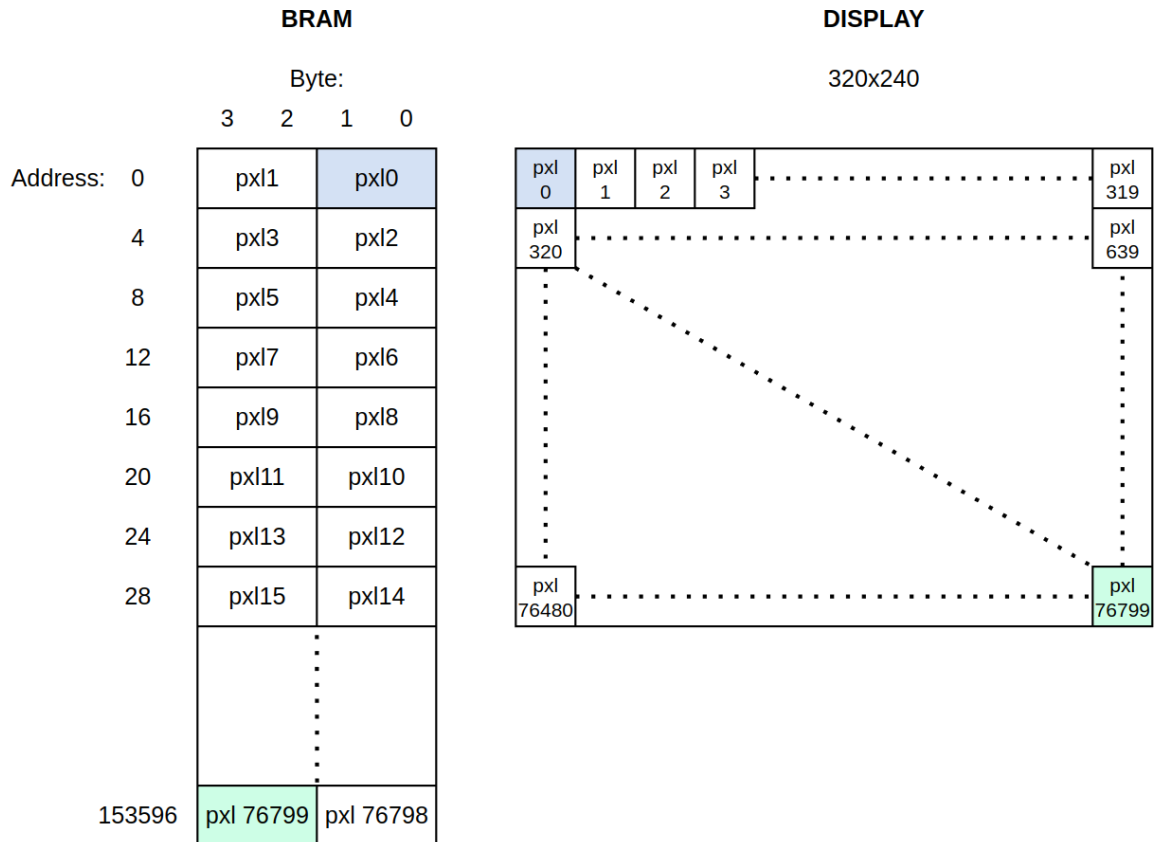 BRAM
Byte:
3 2 1 0
Address: 0 pxl1 pxl0
4 pxl3 pxl2
8 pxl5 pxl4
12 pxl7 pxl6
16 pxl9 pxl8
20 pxl11 pxl10
24 pxl13 pxl12
28 pxl15 pxl14
153596 pxl 76799 pxl 76798
DISPLAY
320x240
pxl pxl pxl pxl pxl
0 1 2 3 319
pxl pxl
320 639
pxl pxl
76480 76799